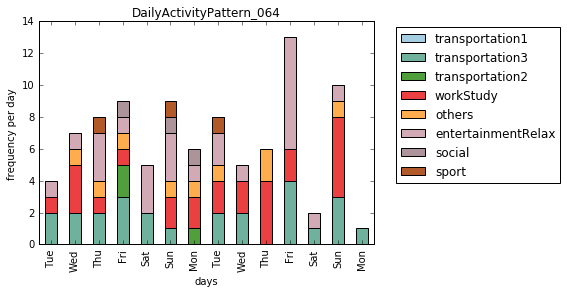 DailyActivityPattern_064
14
12
10
8
6
4
2
0
frequency per day
Tue Wed Thu Fri Sat Sun Mon Tue Wed Thu Fri Sat Sun Mon
days
transportation1
transportation3
transportation2
workStudy
others
entertainmentRelax
social
sport